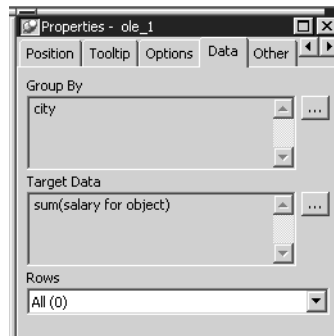 Properties - ole_1
Position Tooltip Options Data Other
Group By
city
...
Target Data
sum(salary for object)
...
Rows
All (0)